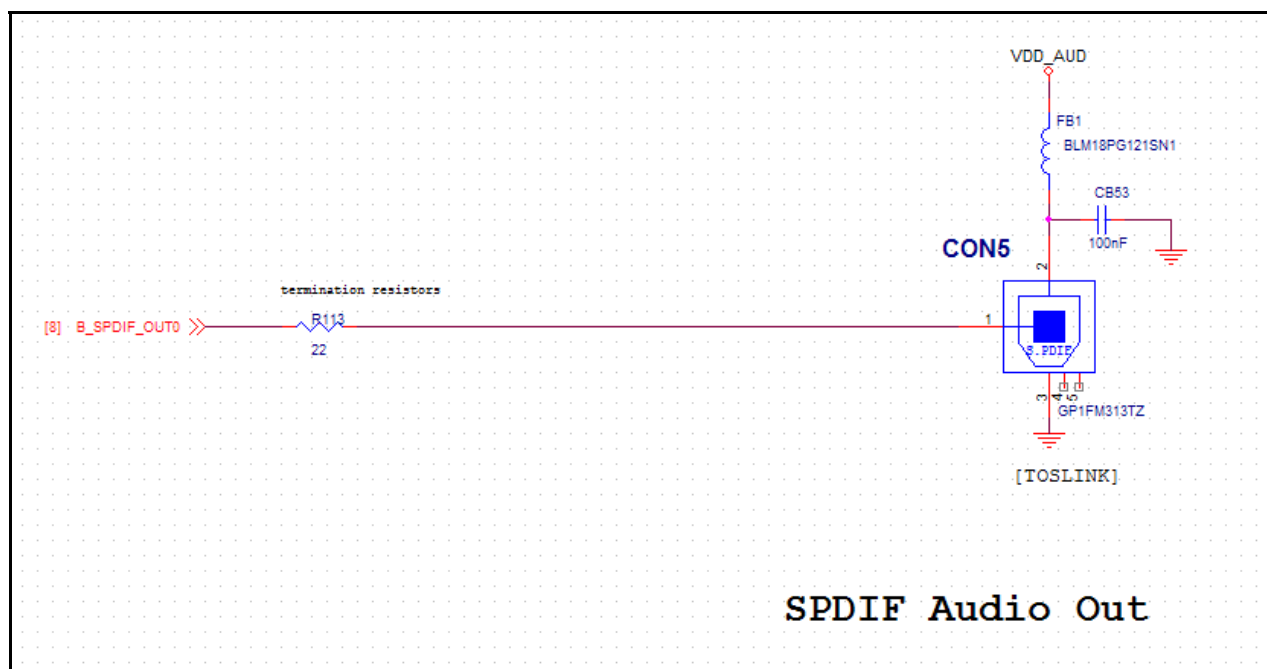 VDD_AUD
FB1
BLM18PG121SN1
CB53
100nF
CON5
2
termination resistors
[8] B_SPDIF_OUT0
R113
22
1
S.PDIF
3
4
5
GP1FM313TZ
[TOSLINK]
SPDIF Audio Out